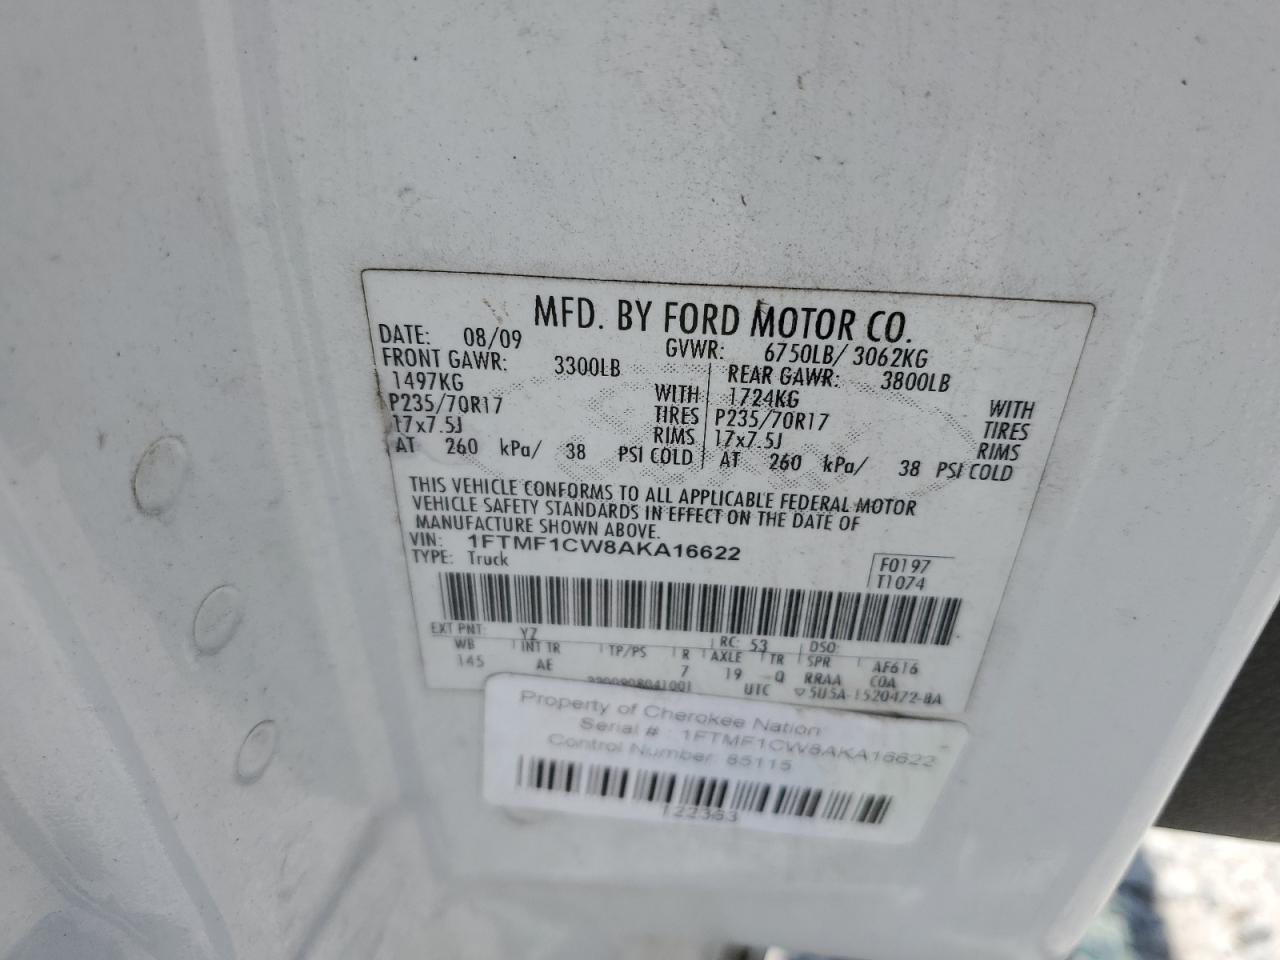 MFD. BY FORD MOTOR CO.
DATE: 08/09 GVWR: 6750LB/ 3062KG
FRONT GAWR: 3300LB REAR GAWR: 3800LB
1497KG WITH 1724KG WITH
P235/70R17 TIRES P235/70R17 TIRES
17x7.5J RIMS 17x7.5J RIMS
AT 260 kPa/ 38 PSI COLD AT 260 kPa/ 38 PSI COLD
THIS VEHICLE CONFORMS TO ALL APPLICABLE FEDERAL MOTOR
VEHICLE SAFETY STANDARDS IN EFFECT ON THE DATE OF
MANUFACTURE SHOWN ABOVE.
VIN: 1FTMF1CW8AKA16622
TYPE: Truck
F0197
T1074
EXT PNT: YZ RC: 53 DSO:
WB INT TR TP/PS R AXLE TR SPR AF616
145 AE 7 19 Q RRAA COA
UTC ▽5U5A-1520472-BA
Property of Cherokee Nation
Serial # : 1FTMF1CW8AKA16622
Control Number: 65115
122363